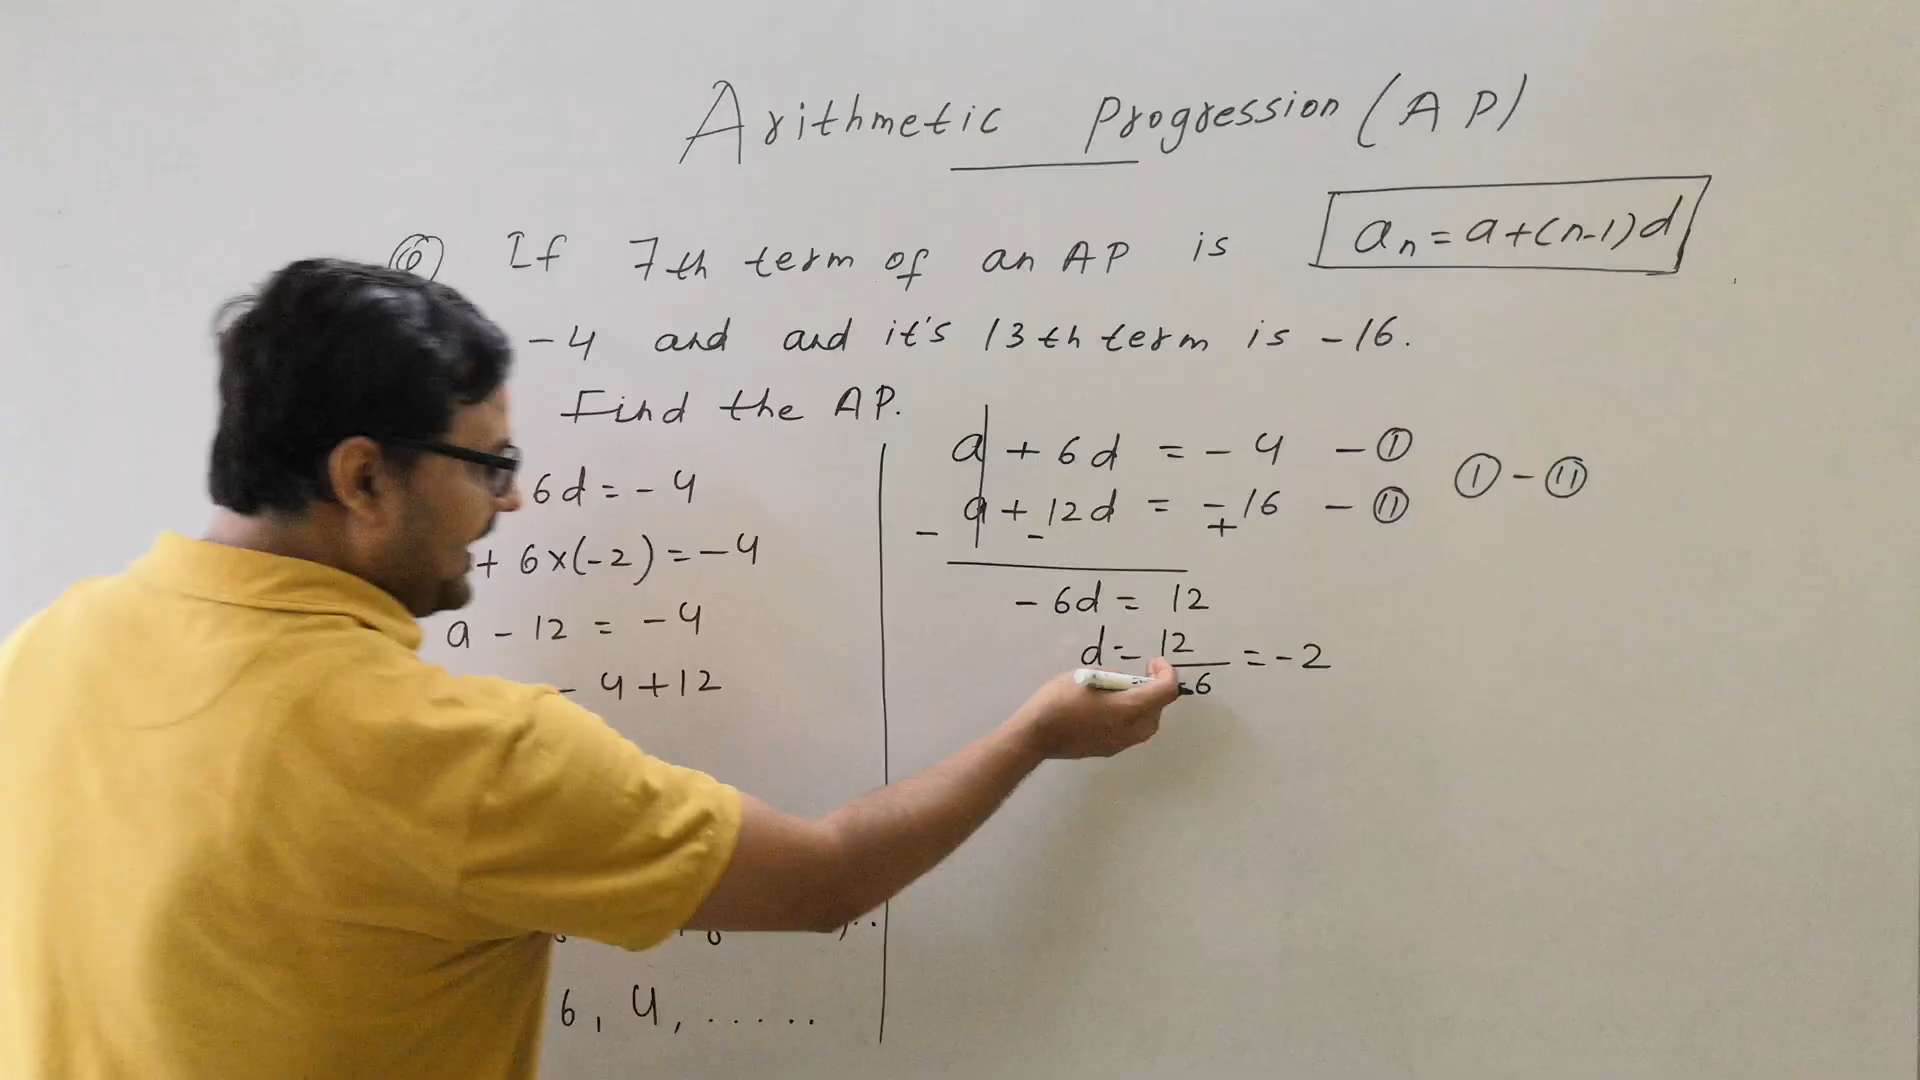 Arithmetic Progression (AP)
aₙ = a+(n-1)d
⑥ If 7th term of an AP is
-4 and and it's 13th term is -16.
Find the AP.
6d = -4
+ 6×(-2) = -4
a - 12 = -4
- 4 + 12
6, 4, .....
a + 6d = -4 - Ⓘ
a + 12d = -16 - ⑪
- - +
Ⓘ - ⑪
-6d = 12
d = 12/-6 = -2